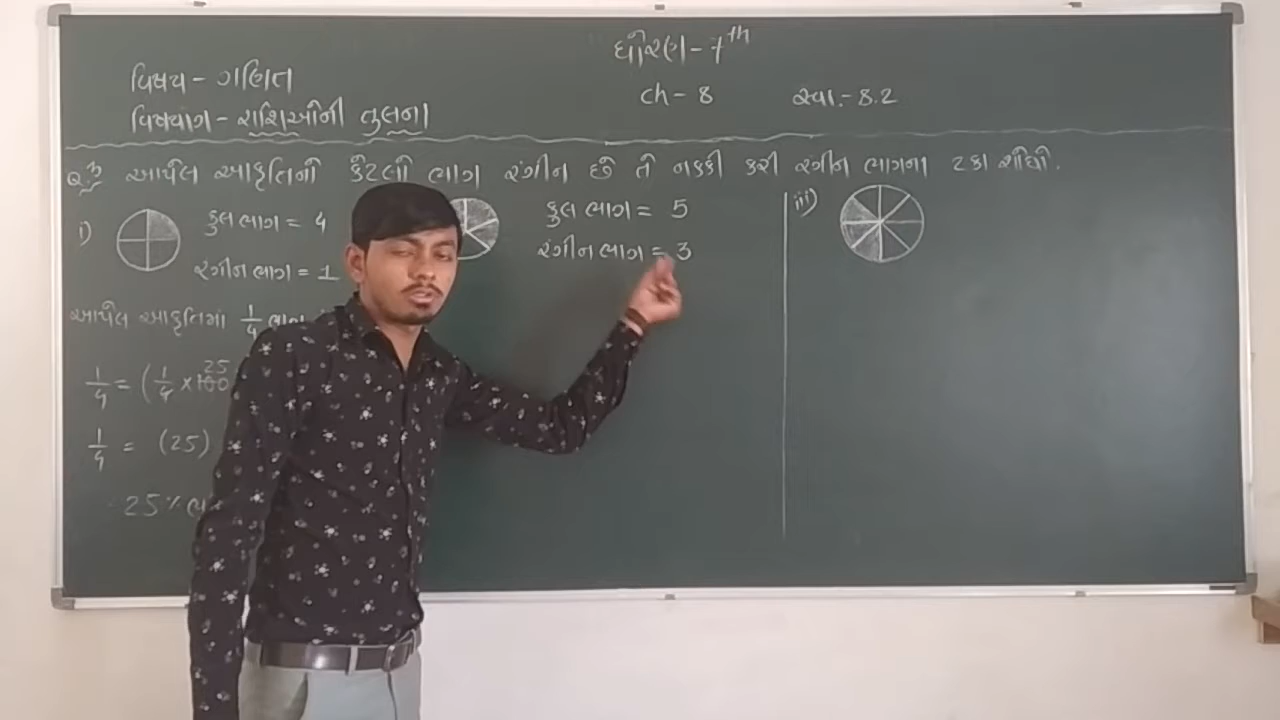 ધોરણ - 7th
વિષય - ગણિત
ch - 8
સ્વા. - 8.2
વિષયાંગ - રાશિઓની તુલના
Q.3 આપેલ આકૃતિનો કેટલો ભાગ રંગીન છે તે નક્કી કરી રંગીન ભાગના ટકા શોધો.
i)
કુલ ભાગ = 4
રંગીન ભાગ = 1
આપેલ આકૃતિમાં 1/4 ભાગ
1/4 = (1/4 × 100
25
1/4 = (25)
25 %
કુલ ભાગ = 5
રંગીન ભાગ = 3
iii)